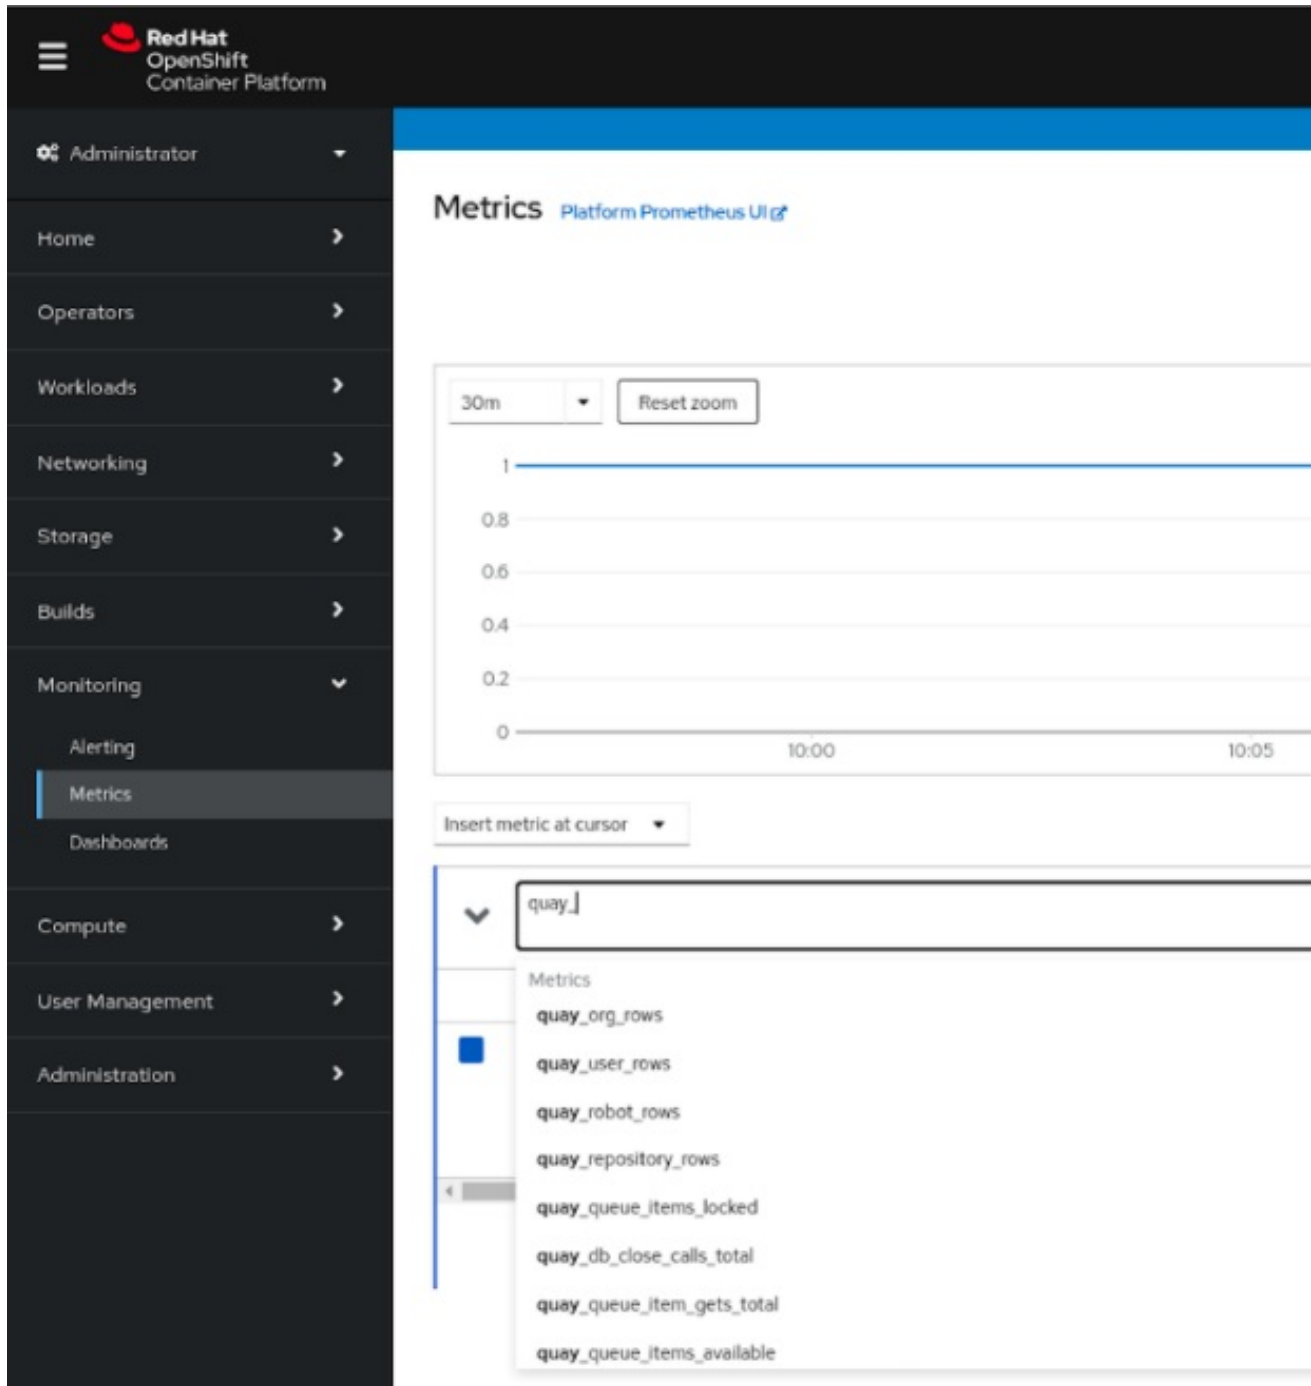 Red Hat
OpenShift
Container Platform
Administrator
Home
Operators
Workloads
Networking
Storage
Builds
Monitoring
Alerting
Metrics
Dashboards
Compute
User Management
Administration
Metrics Platform Prometheus UI
30m Reset zoom
1
0.8
0.6
0.4
0.2
0
10:00 10:05
Insert metric at cursor
quay_
Metrics
quay_org_rows
quay_user_rows
quay_robot_rows
quay_repository_rows
quay_queue_items_locked
quay_db_close_calls_total
quay_queue_item_gets_total
quay_queue_items_available